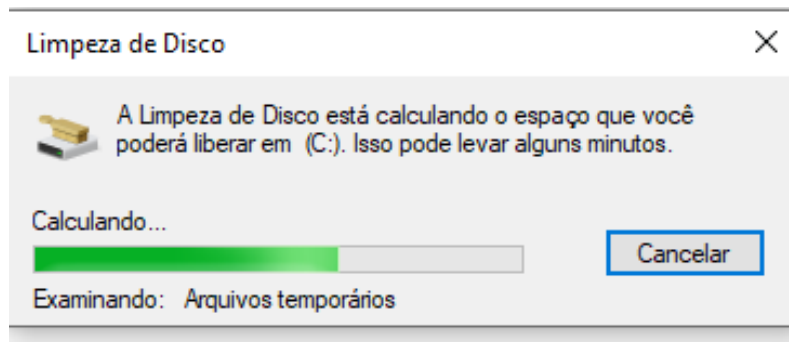 Limpeza de Disco
A Limpeza de Disco está calculando o espaço que você
poderá liberar em  (C:). Isso pode levar alguns minutos.
Calculando...
Cancelar
Examinando:   Arquivos temporários